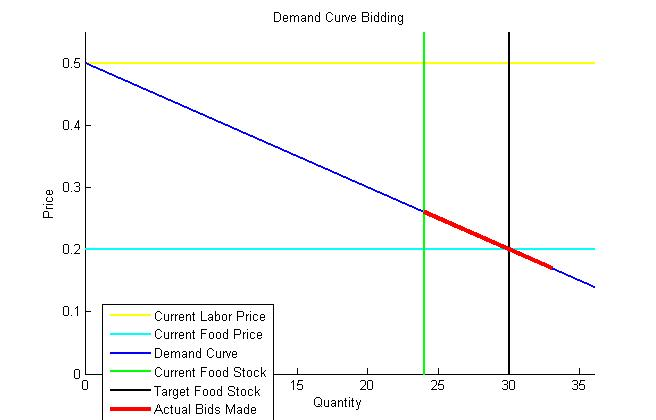 Demand Curve Bidding
Price
0.5
0.4
0.3
0.2
0.1
0
0
15
20
25
30
35
Quantity
Current Labor Price
Current Food Price
Demand Curve
Current Food Stock
Target Food Stock
Actual Bids Made